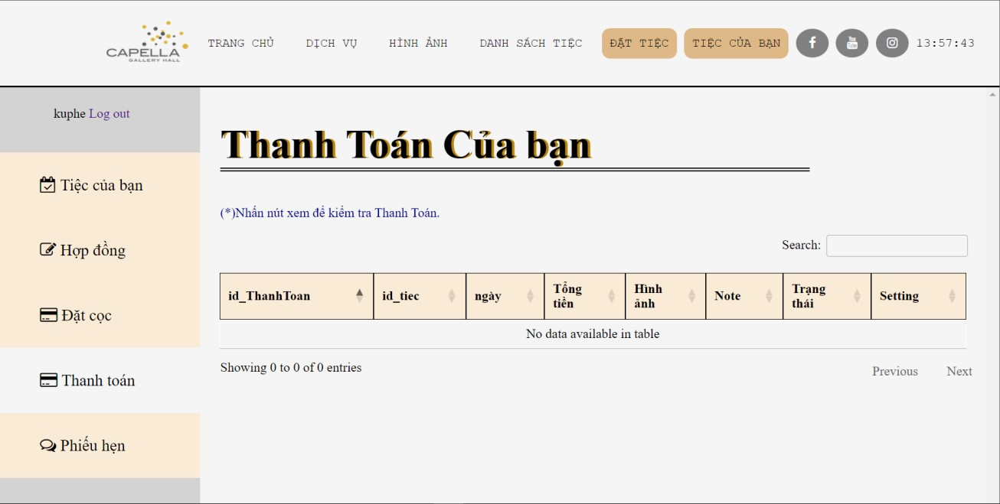 CAPELLA
GALLERY HALL
TRANG CHỦ DỊCH VỤ HÌNH ẢNH DANH SÁCH TIỆC ĐẶT TIỆC TIỆC CỦA BẠN You Tube 13:57:43
kuphe Log out
Tiệc của bạn
Hợp đồng
Đặt cọc
Thanh toán
Phiếu hẹn
Thanh Toán Của bạn
(*)Nhấn nút xem để kiểm tra Thanh Toán.
Search:
id_ThanhToan id_tiec ngày Tổng tiền Hình ảnh Note Trạng thái Setting
No data available in table
Showing 0 to 0 of 0 entries
Previous Next